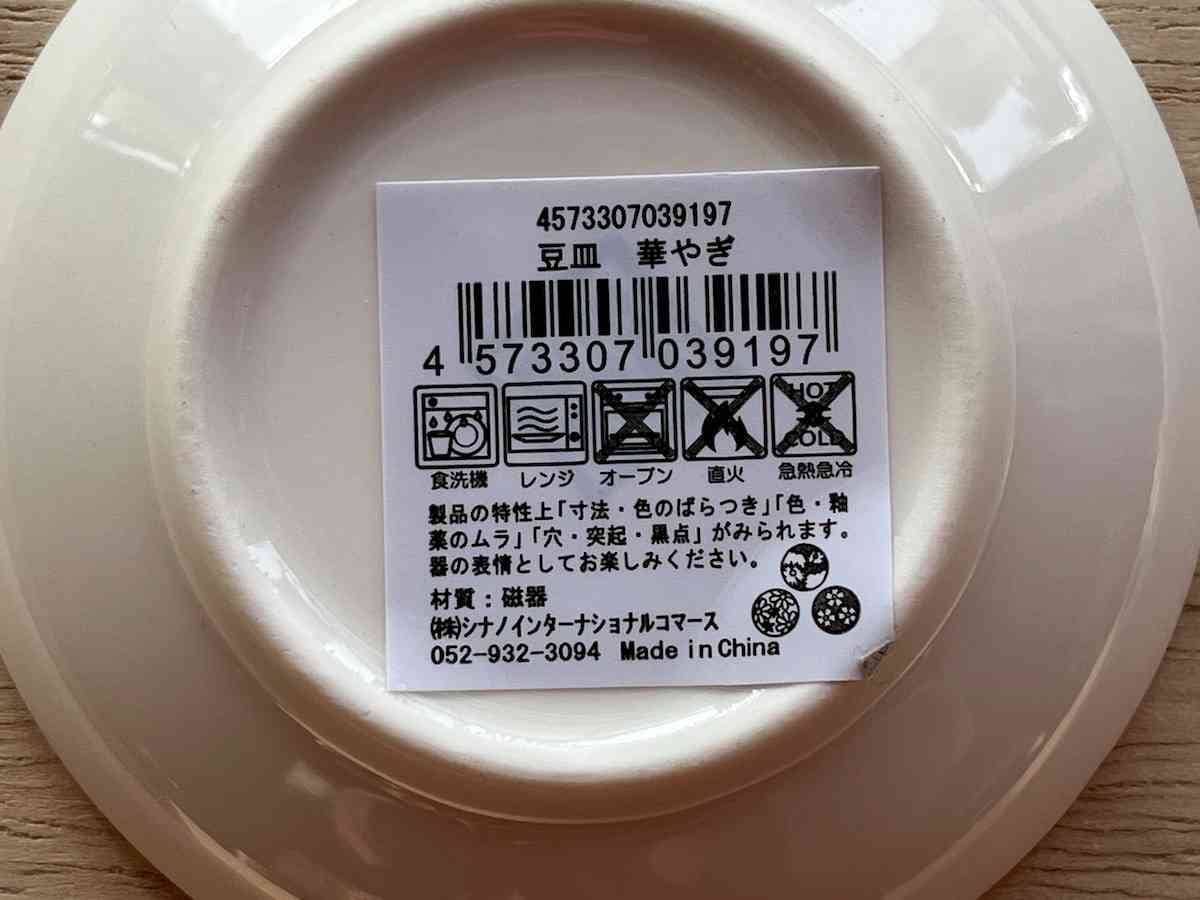 4573307039197
豆皿　華やぎ
4 573307 039197
HOT
COLD
食洗機 レンジ オーブン 直火 急熱急冷
製品の特性上「寸法・色のばらつき」「色・釉
薬のムラ」「穴・突起・黒点」がみられます。
器の表情としてお楽しみください。
材質：磁器
㈱シナノインターナショナルコマース
052-932-3094 Made in China